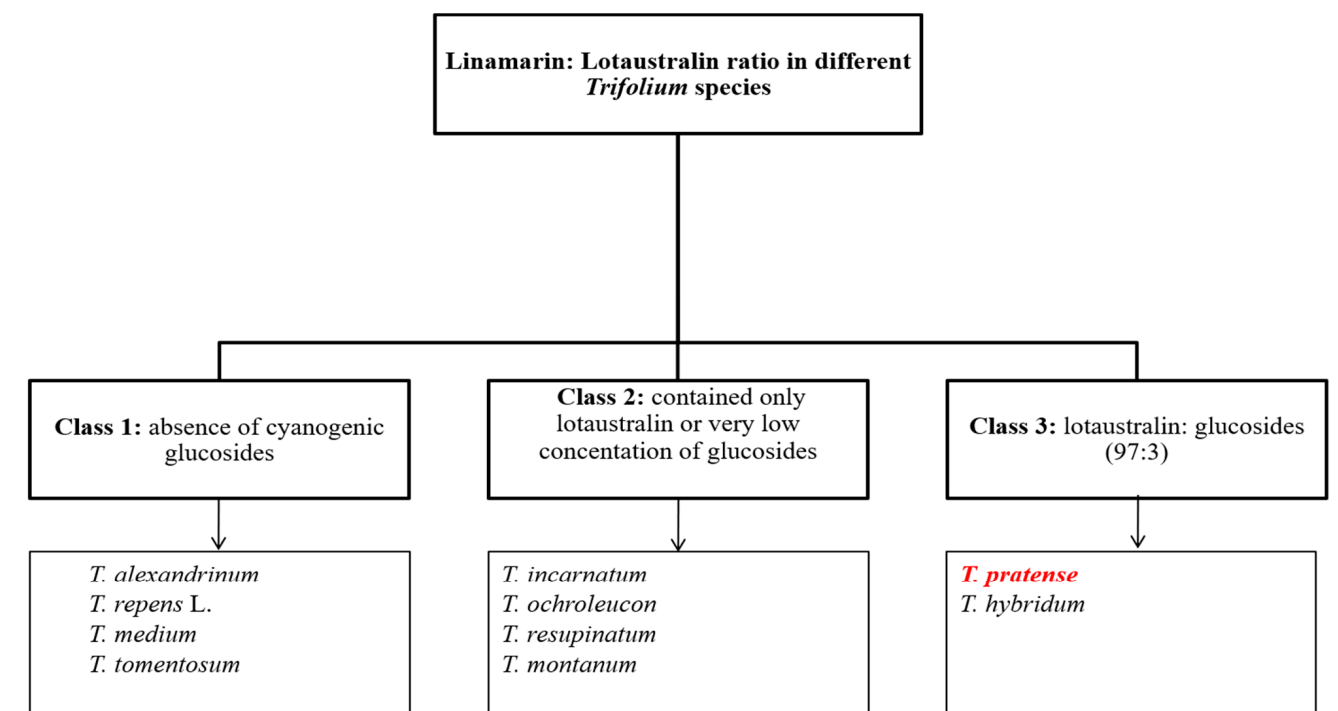 Linamarin: Lotaustralin ratio in different
Trifolium species
Class 1: absence of cyanogenic
glucosides
Class 2: contained only
lotaustralin or very low
concentation of glucosides
Class 3: lotaustralin: glucosides
(97:3)
T. alexandrinum
T. repens L.
T. medium
T. tomentosum
T. incarnatum
T. ochroleucon
T. resupinatum
T. montanum
T. pratense
T. hybridum